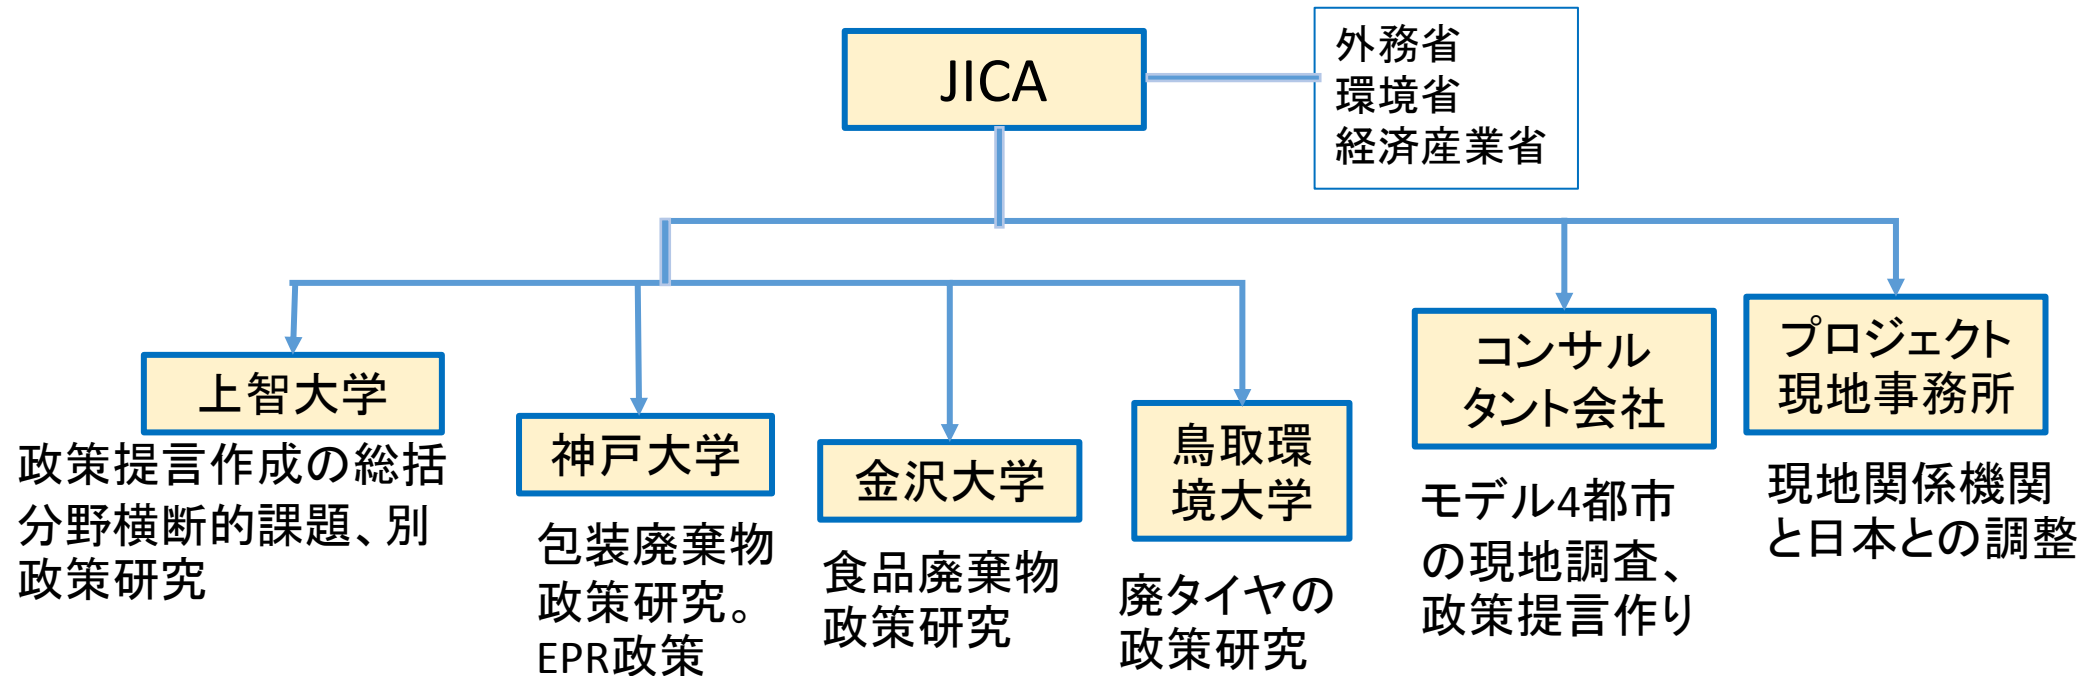 JICA
外務省
環境省
経済産業省
上智大学
政策提言作成の総括
分野横断的課題、別
政策研究
神戸大学
包装廃棄物
政策研究。
EPR政策
金沢大学
食品廃棄物
政策研究
鳥取環
境大学
廃タイヤの
政策研究
コンサル
タント会社
モデル4都市
の現地調査、
政策提言作り
プロジェクト
現地事務所
現地関係機関
と日本との調整